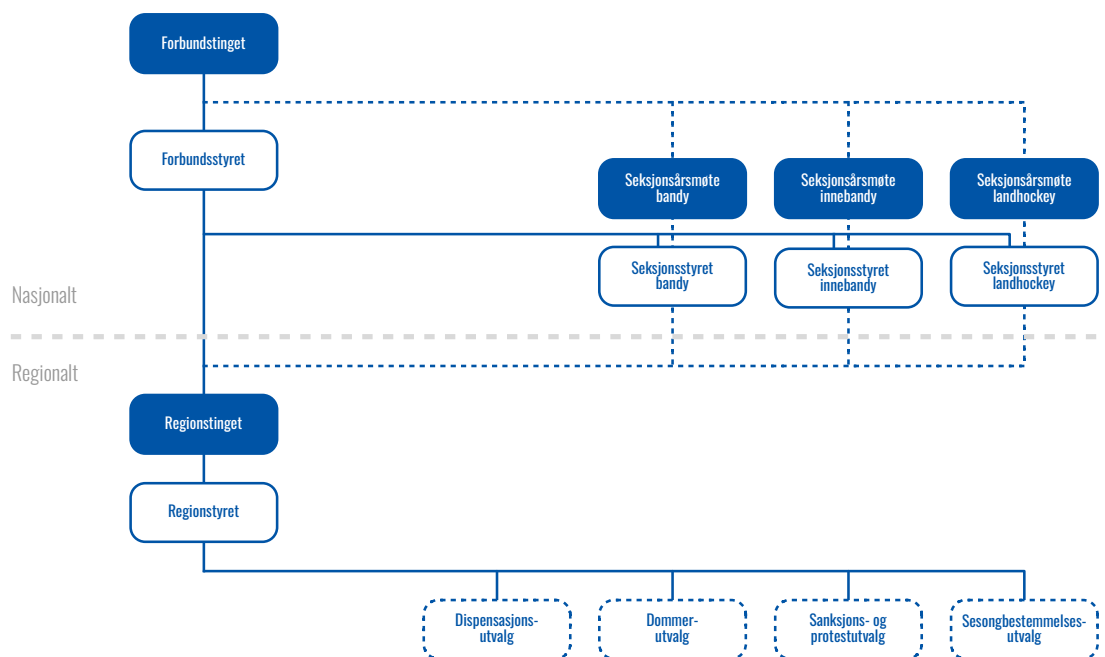 Forbundstinget
Forbundsstyret
Seksjonsårsmøte
bandy
Seksjonsårsmøte
innebandy
Seksjonsårsmøte
landhockey
Seksjonsstyret
bandy
Seksjonsstyret
innebandy
Seksjonsstyret
landhockey
Nasjonalt
Regionalt
Regionstinget
Regionstyret
Dispensasjons-
utvalg
Dommer-
utvalg
Sanksjons- og
protestutvalg
Sesongbestemmelses-
utvalg